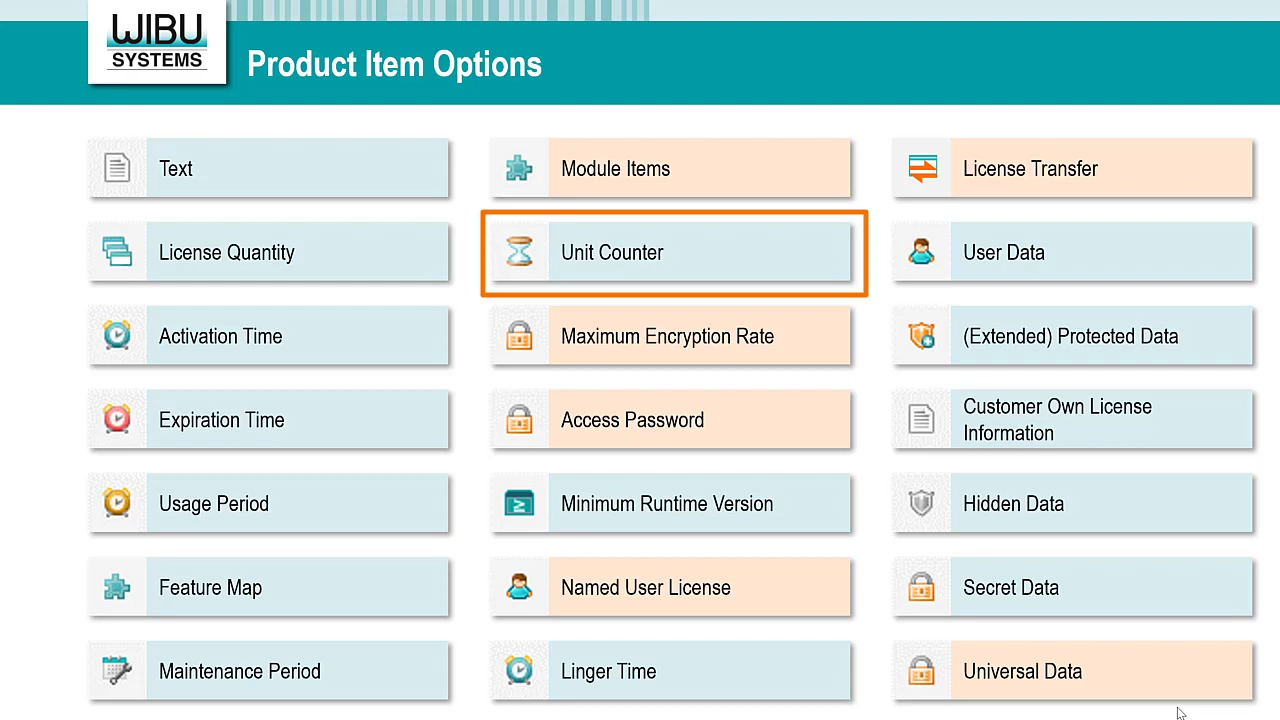 WIBU
SYSTEMS
Product Item Options
Text
License Quantity
Activation Time
Expiration Time
Usage Period
Feature Map
Maintenance Period
Module Items
Unit Counter
Maximum Encryption Rate
Access Password
Minimum Runtime Version
Named User License
Linger Time
License Transfer
User Data
(Extended) Protected Data
Customer Own License
Information
Hidden Data
Secret Data
Universal Data